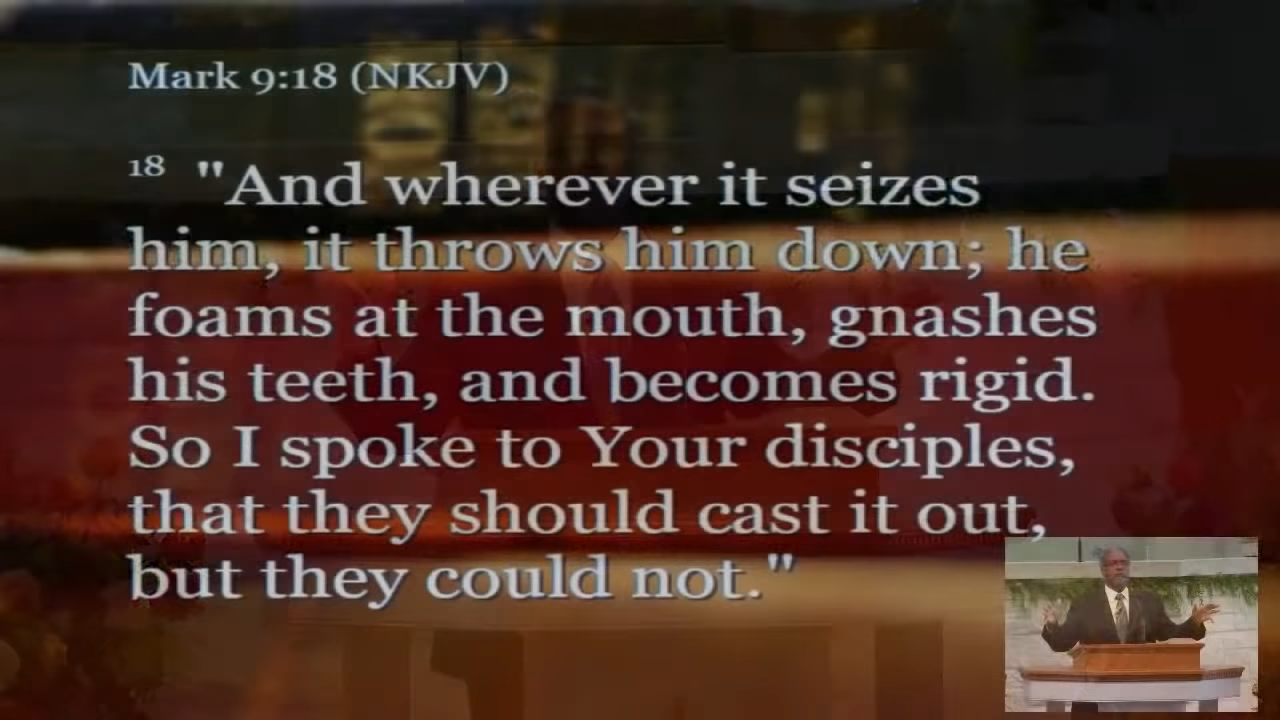 Mark 9:18 (NKJV)
18 "And wherever it seizes
him, it throws him down; he
foams at the mouth, gnashes
his teeth, and becomes rigid.
So I spoke to Your disciples,
that they should cast it out,
but they could not."